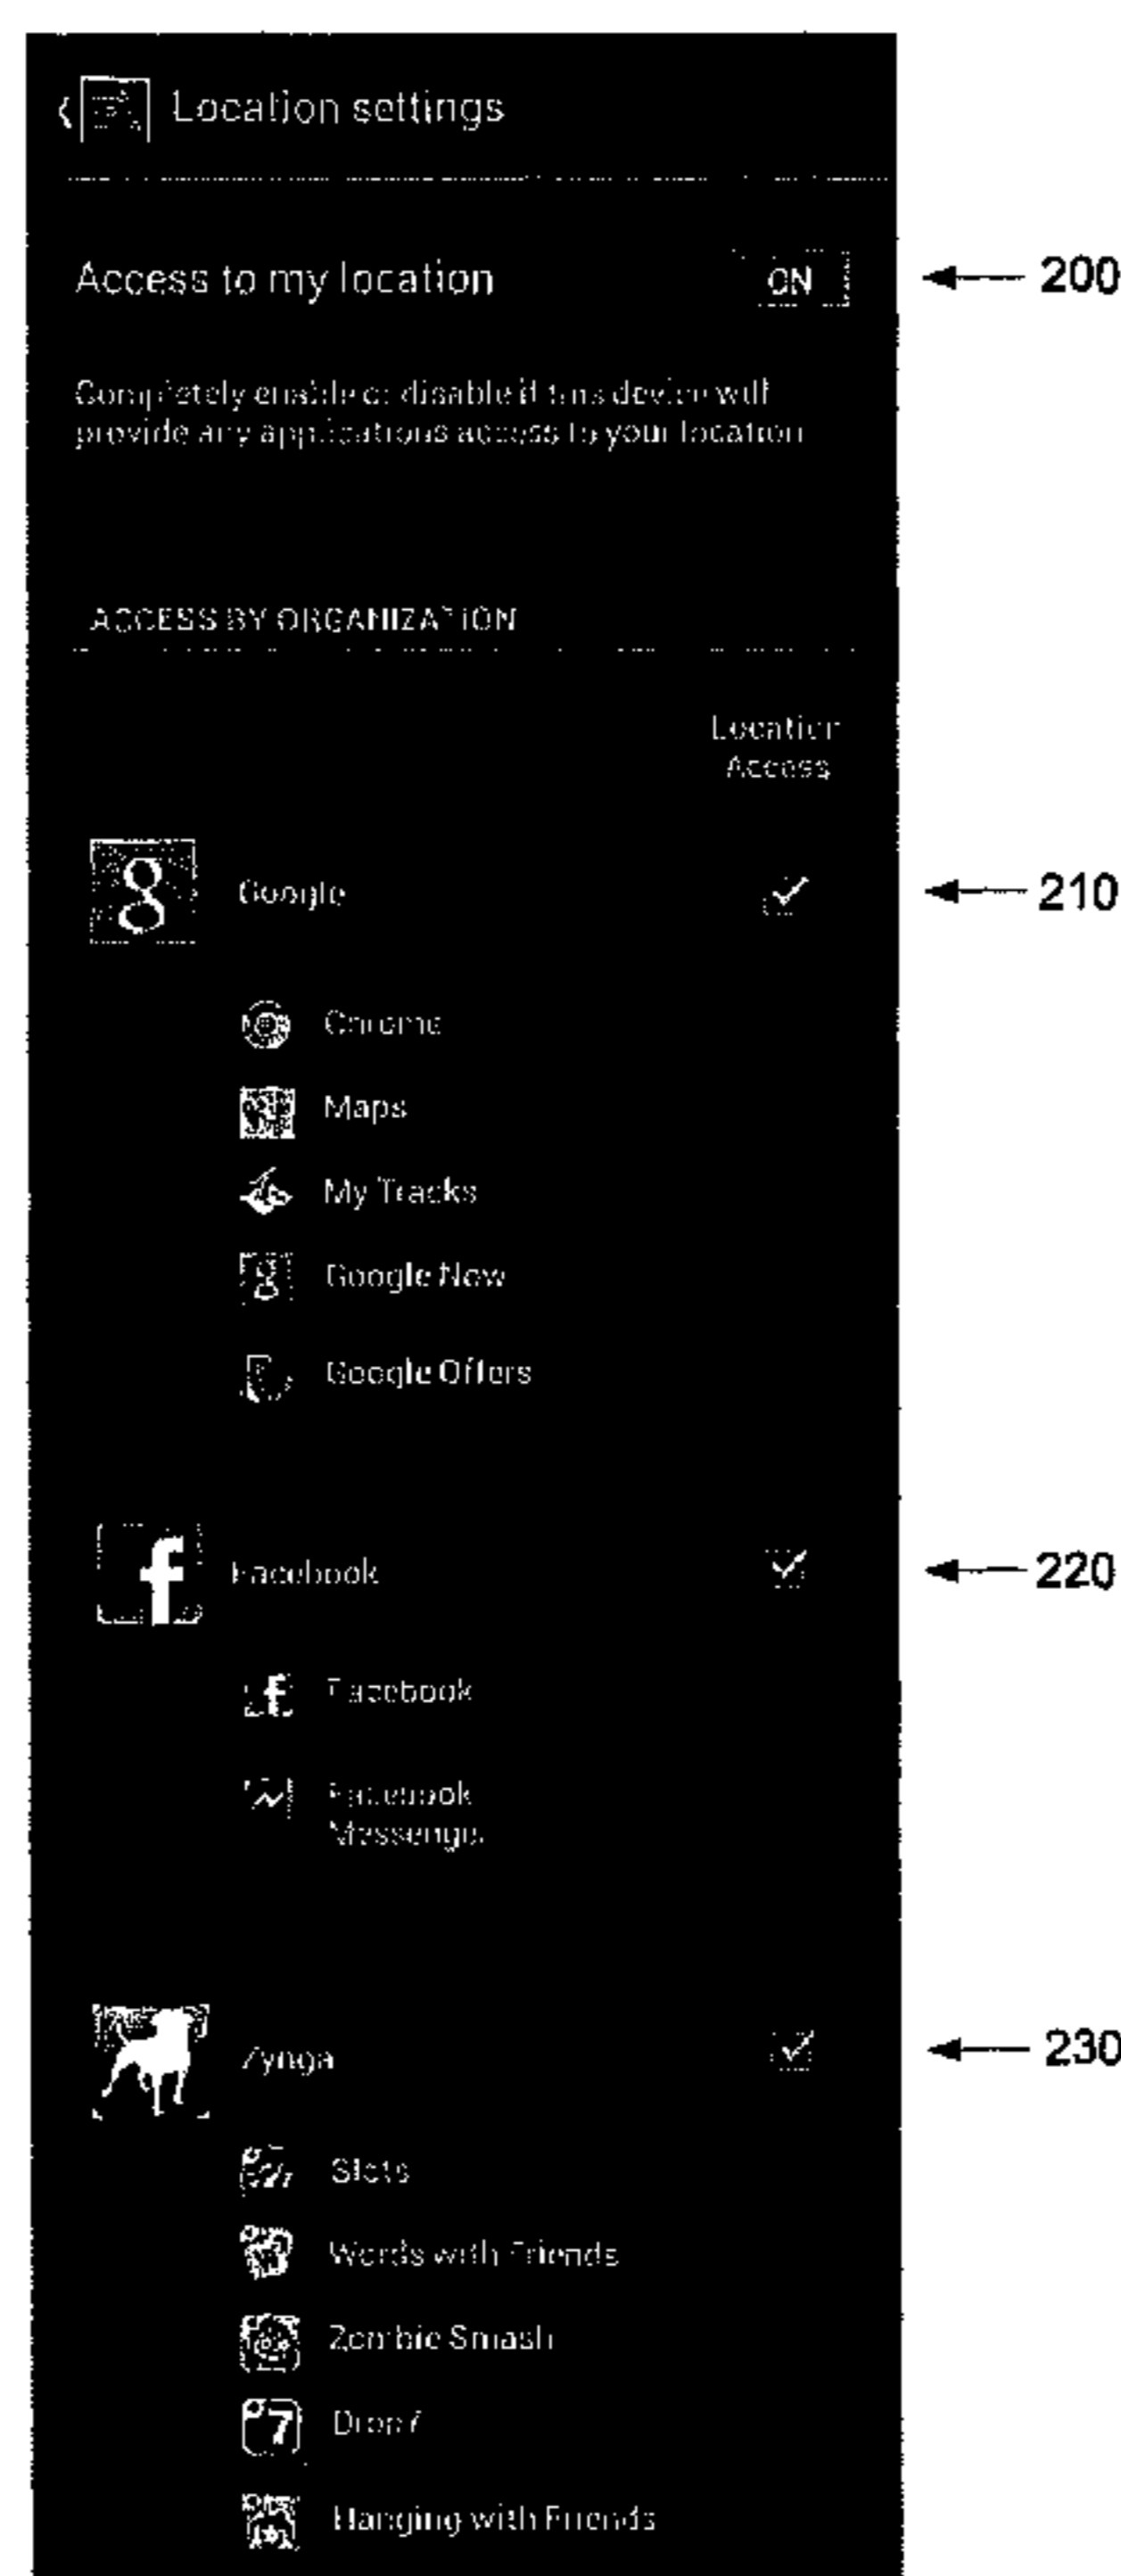 Location settings
Access to my location ON 200
Completely enable or disable if this device will
provide any applications access to your location
ACCESS BY ORGANIZATION
Location
Access
Google 210
Chrome
Maps
My Tracks
Google Now
Google Offers
Facebook 220
Facebook
Facebook
Messenger
Zynga 230
Slots
Words with Friends
Zombie Smash
Drop7
Hanging with Friends